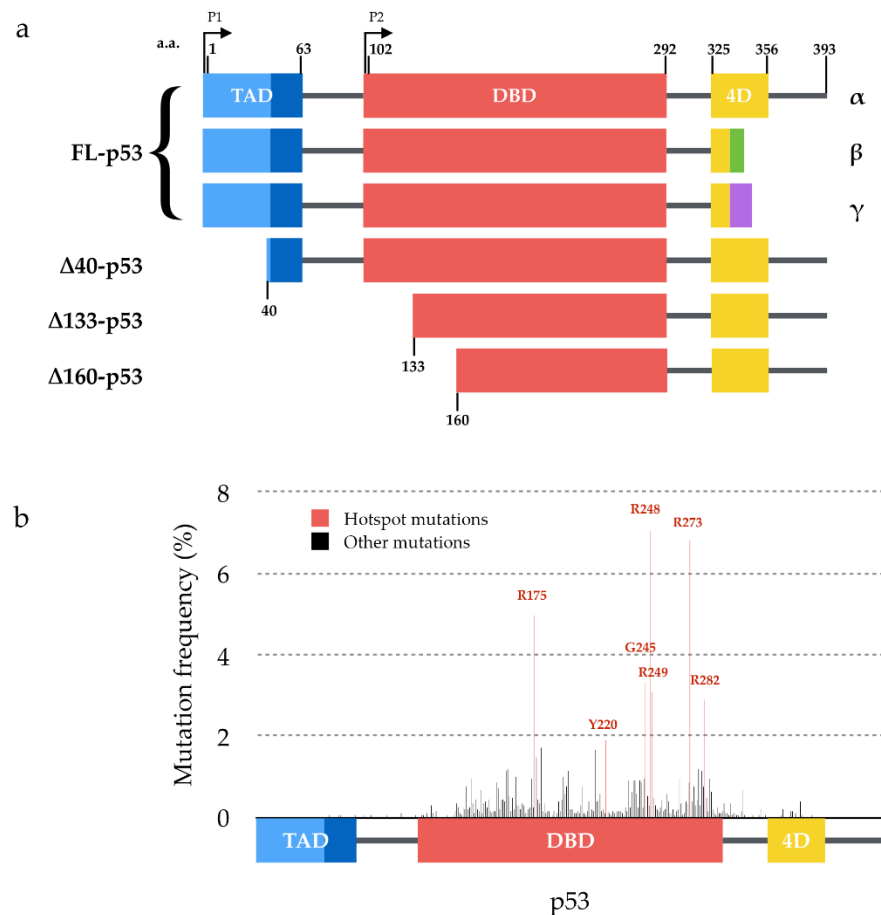 a
P1
P2
a.a.
1
63
102
292
325
356
393
TAD
DBD
4D
α
FL-p53
β
γ
Δ40-p53
40
Δ133-p53
133
Δ160-p53
160
b
Mutation frequency (%)
8
6
4
2
0
Hotspot mutations
Other mutations
R248
R273
R175
G245
R249
R282
Y220
TAD
DBD
4D
p53